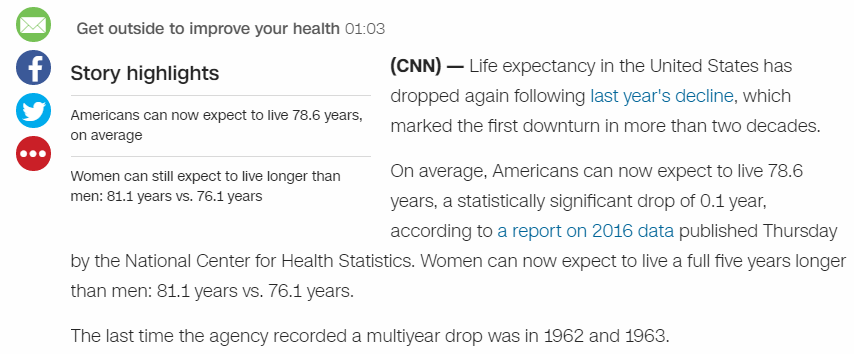 Get outside to improve your health 01:03
Story highlights
Americans can now expect to live 78.6 years,
on average
Women can still expect to live longer than
men: 81.1 years vs. 76.1 years
(CNN) — Life expectancy in the United States has
dropped again following last year's decline, which
marked the first downturn in more than two decades.
On average, Americans can now expect to live 78.6
years, a statistically significant drop of 0.1 year,
according to a report on 2016 data published Thursday
by the National Center for Health Statistics. Women can now expect to live a full five years longer
than men: 81.1 years vs. 76.1 years.
The last time the agency recorded a multiyear drop was in 1962 and 1963.